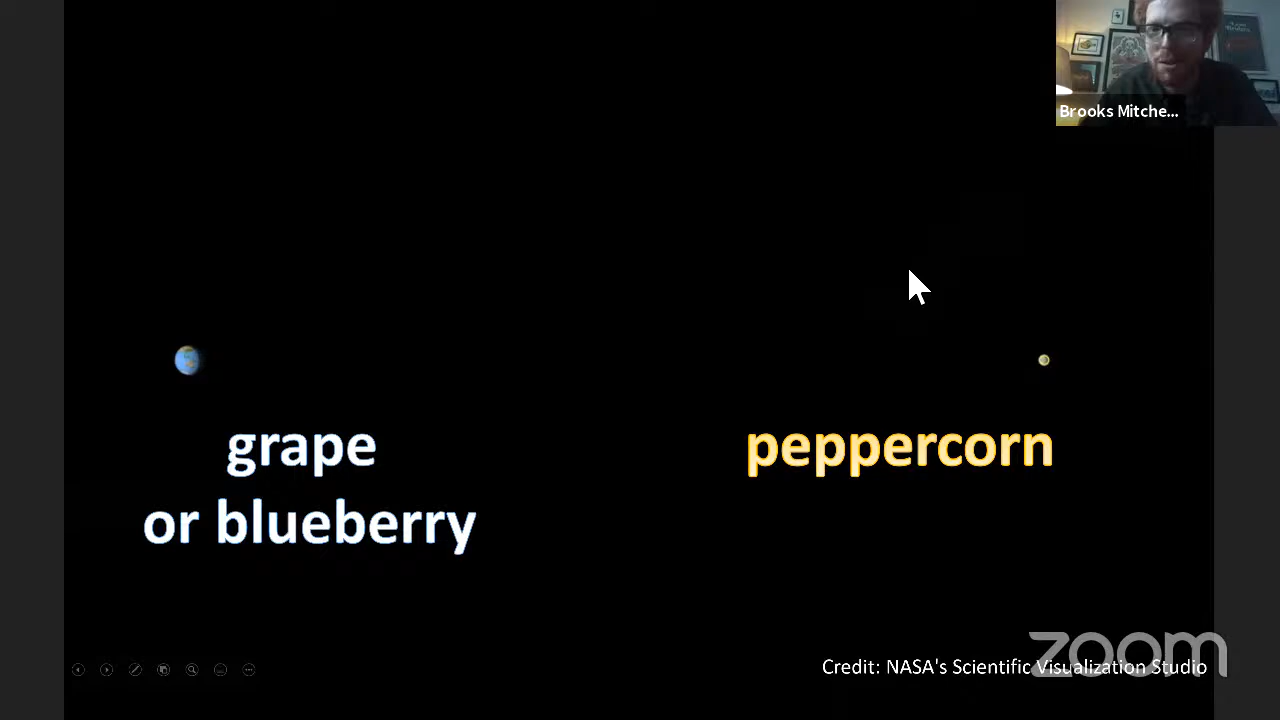 Brooks Mitche...
grape
or blueberry
peppercorn
Credit: NASA's Scientific Visualization Studio
zoom